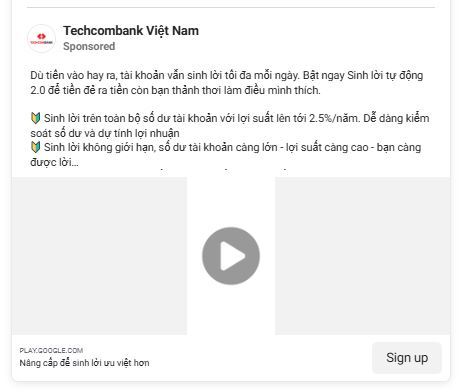 Techcombank Việt Nam
TECHCOMBANK
Sponsored
Dù tiền vào hay ra, tài khoản vẫn sinh lời tối đa mỗi ngày. Bật ngay Sinh lời tự động
2.0 để tiền đẻ ra tiền còn bạn thảnh thơi làm điều mình thích.
🔰 Sinh lời trên toàn bộ số dư tài khoản với lợi suất lên tới 2.5%/năm. Dễ dàng kiểm
soát số dư và dự tính lợi nhuận
🔰 Sinh lời không giới hạn, số dư tài khoản càng lớn - lợi suất càng cao - bạn càng
được lời...
PLAY.GOOGLE.COM
Nâng cấp để sinh lời ưu việt hơn
Sign up